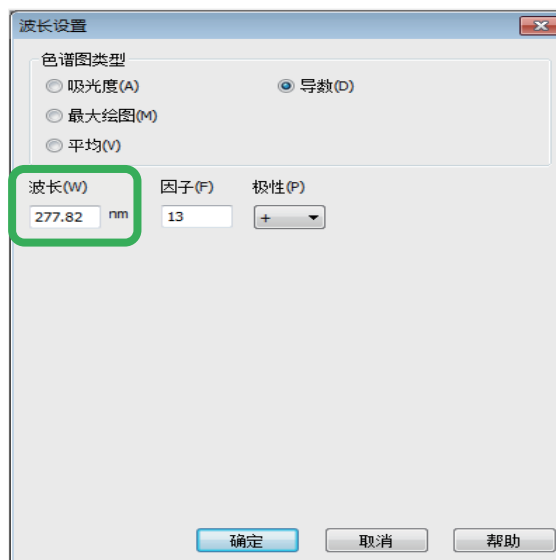 波长设置
色谱图类型
吸光度(A) 导数(D)
最大绘图(M)
平均(V)
波长(W) 因子(F) 极性(P)
277.82 nm 13 +
确定 取消 帮助